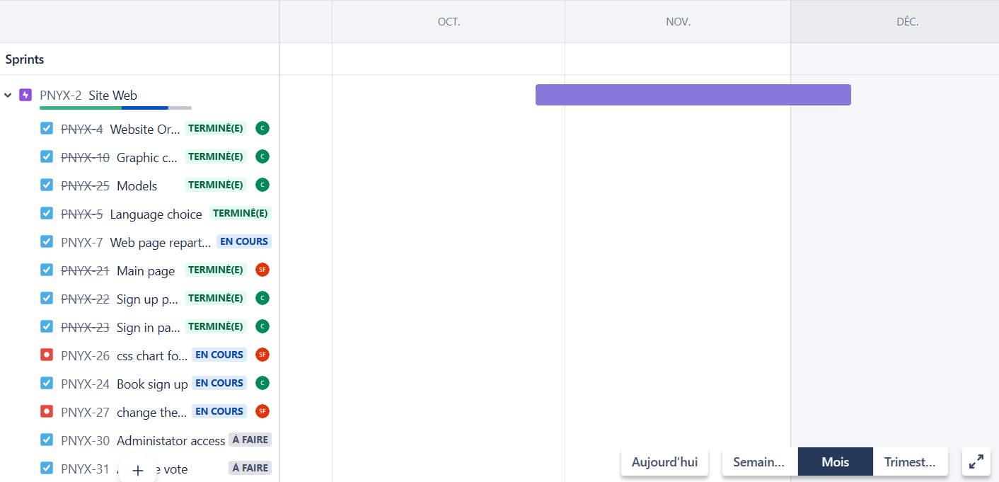 OCT. NOV. DÉC.
Sprints
PNYX-2 Site Web
PNYX-4 Website Or... TERMINÉ(E) C
PNYX-10 Graphic c... TERMINÉ(E) C
PNYX-25 Models TERMINÉ(E) C
PNYX-5 Language choice TERMINÉ(E)
PNYX-7 Web page repart... EN COURS
PNYX-21 Main page TERMINÉ(E) SF
PNYX-22 Sign up p... TERMINÉ(E) C
PNYX-23 Sign in pa... TERMINÉ(E) C
PNYX-26 css chart fo... EN COURS SF
PNYX-24 Book sign up EN COURS C
PNYX-27 change the... EN COURS SF
PNYX-30 Administator access À FAIRE
PNYX-31 vote À FAIRE
Aujourd'hui Semain... Mois Trimest...